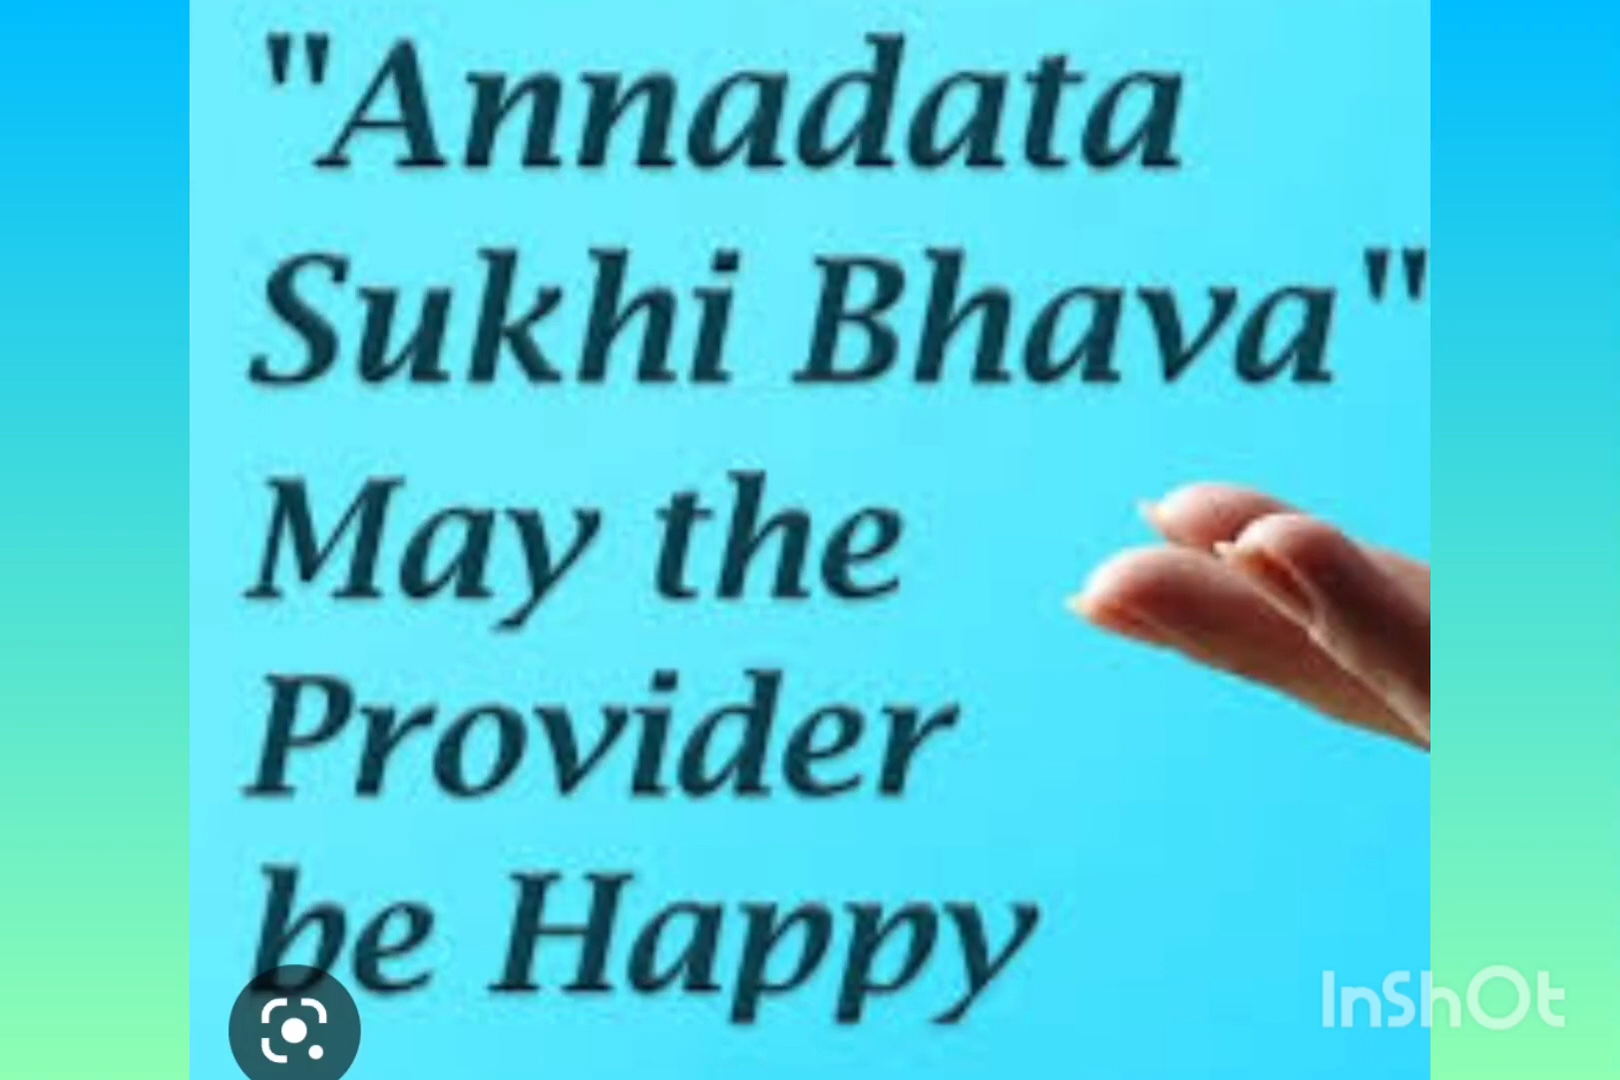 "Annadata
Sukhi Bhava"
May the
Provider
be Happy
InShOt